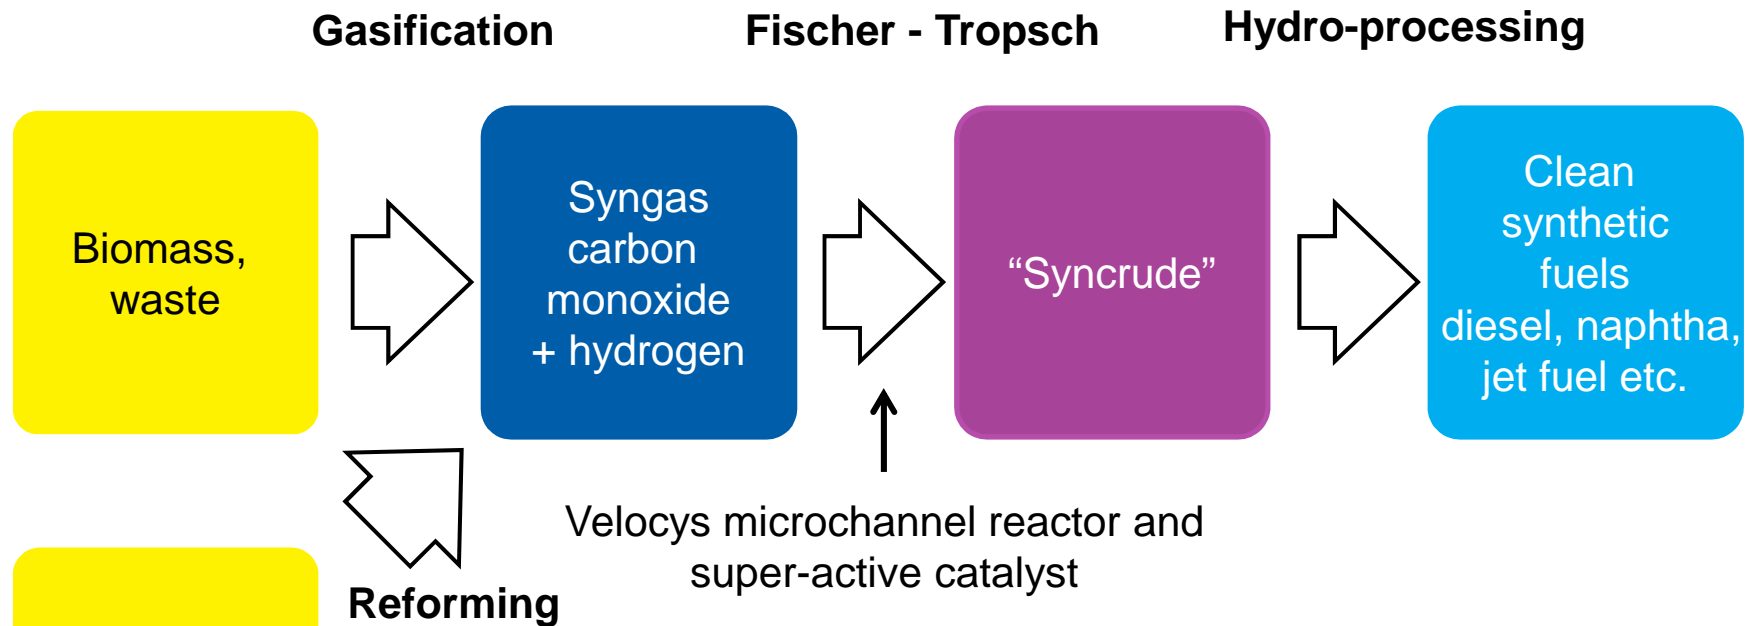 Gasification
Fischer - Tropsch
Hydro-processing
Biomass,
waste
Syngas
carbon
monoxide
+ hydrogen
“Syncrude”
Clean
synthetic
fuels
diesel, naphtha,
jet fuel etc.
Velocys microchannel reactor and
super-active catalyst
Reforming